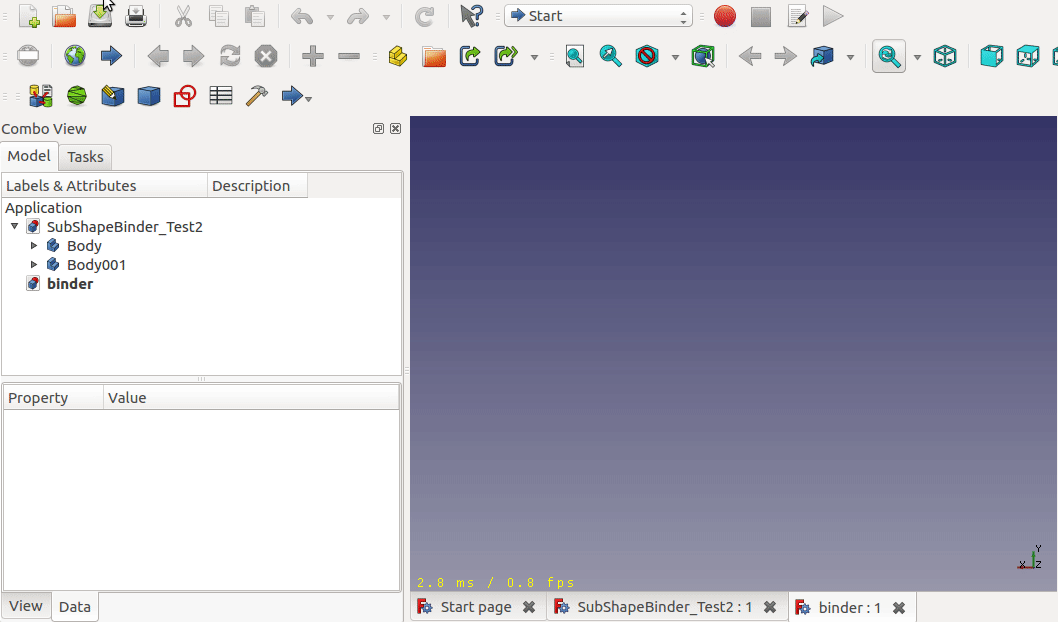 Start
Combo View
Model Tasks
Labels & Attributes Description
Application
SubShapeBinder_Test2
Body
Body001
binder
Property Value
2.8 ms / 0.8 fps
Y
X Z
View Data
Start page SubShapeBinder_Test2 : 1 binder : 1